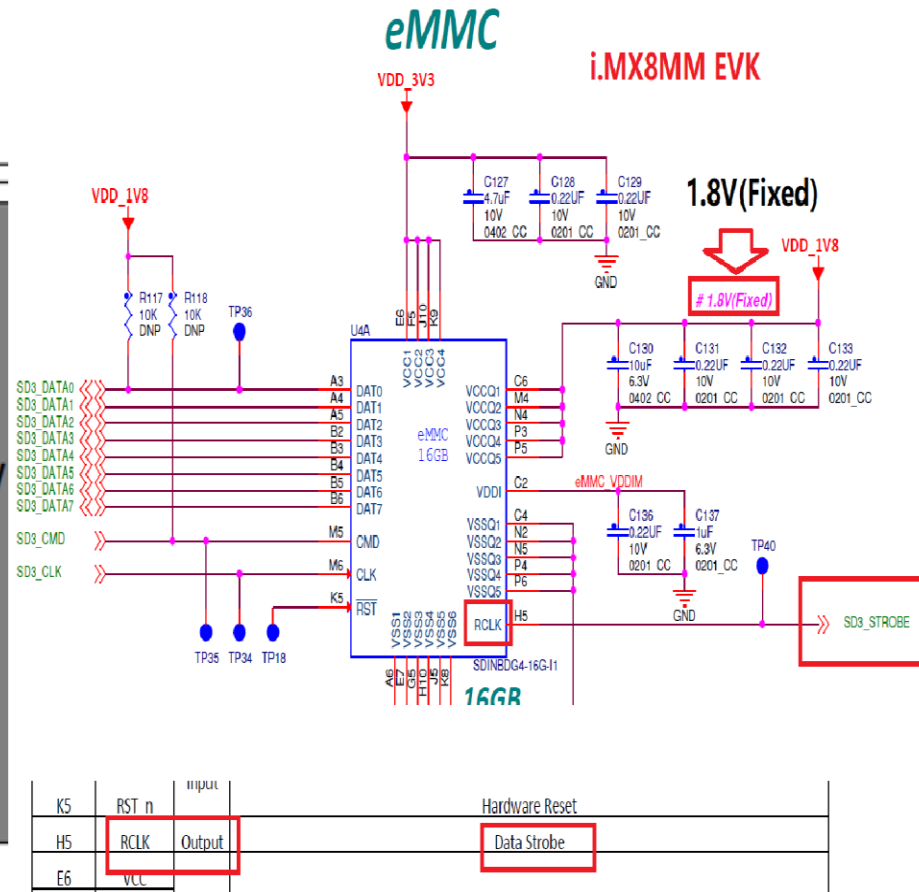 eMMC
i.MX8MM EVK
VDD_3V3
C127
4.7uF
10V
0402_CC
C128
0.22UF
10V
0201_CC
C129
0.22UF
10V
0201_CC
GND
1.8V(Fixed)
VDD_1V8
# 1.8V(Fixed)
VDD_1V8
R117
10K
DNP
R118
10K
DNP
TP36
U4A
E6
F5
J10
K9
VCC1
VCC2
VCC3
VCC4
C130
10uF
6.3V
0402_CC
C131
0.22UF
10V
0201_CC
C132
0.22UF
10V
0201_CC
C133
0.22UF
10V
0201_CC
GND
SD3_DATA0
SD3_DATA1
SD3_DATA2
SD3_DATA3
SD3_DATA4
SD3_DATA5
SD3_DATA6
SD3_DATA7
SD3_CMD
SD3_CLK
A3
A4
A5
B2
B3
B4
B5
B6
M5
M6
K5
DAT0
DAT1
DAT2
DAT3
DAT4
DAT5
DAT6
DAT7
CMD
CLK
RST
eMMC
16GB
VCCQ1
VCCQ2
VCCQ3
VCCQ4
VCCQ5
VDDI
VSSQ1
VSSQ2
VSSQ3
VSSQ4
VSSQ5
RCLK
C6
M4
N4
P3
P5
C2
C4
N2
N5
P4
P6
H5
eMMC_VDDIM
C136
0.22UF
10V
0201_CC
C137
1uF
6.3V
0201_CC
GND
TP40
SD3_STROBE
TP35
TP34
TP18
VSS1
VSS2
VSS3
VSS4
VSS5
VSS6
A6
E7
G5
H10
J5
K8
SDINBDG4-16G-I1
16GB
Input
K5 RST_n Hardware Reset
H5 RCLK Output Data Strobe
E6 VCC